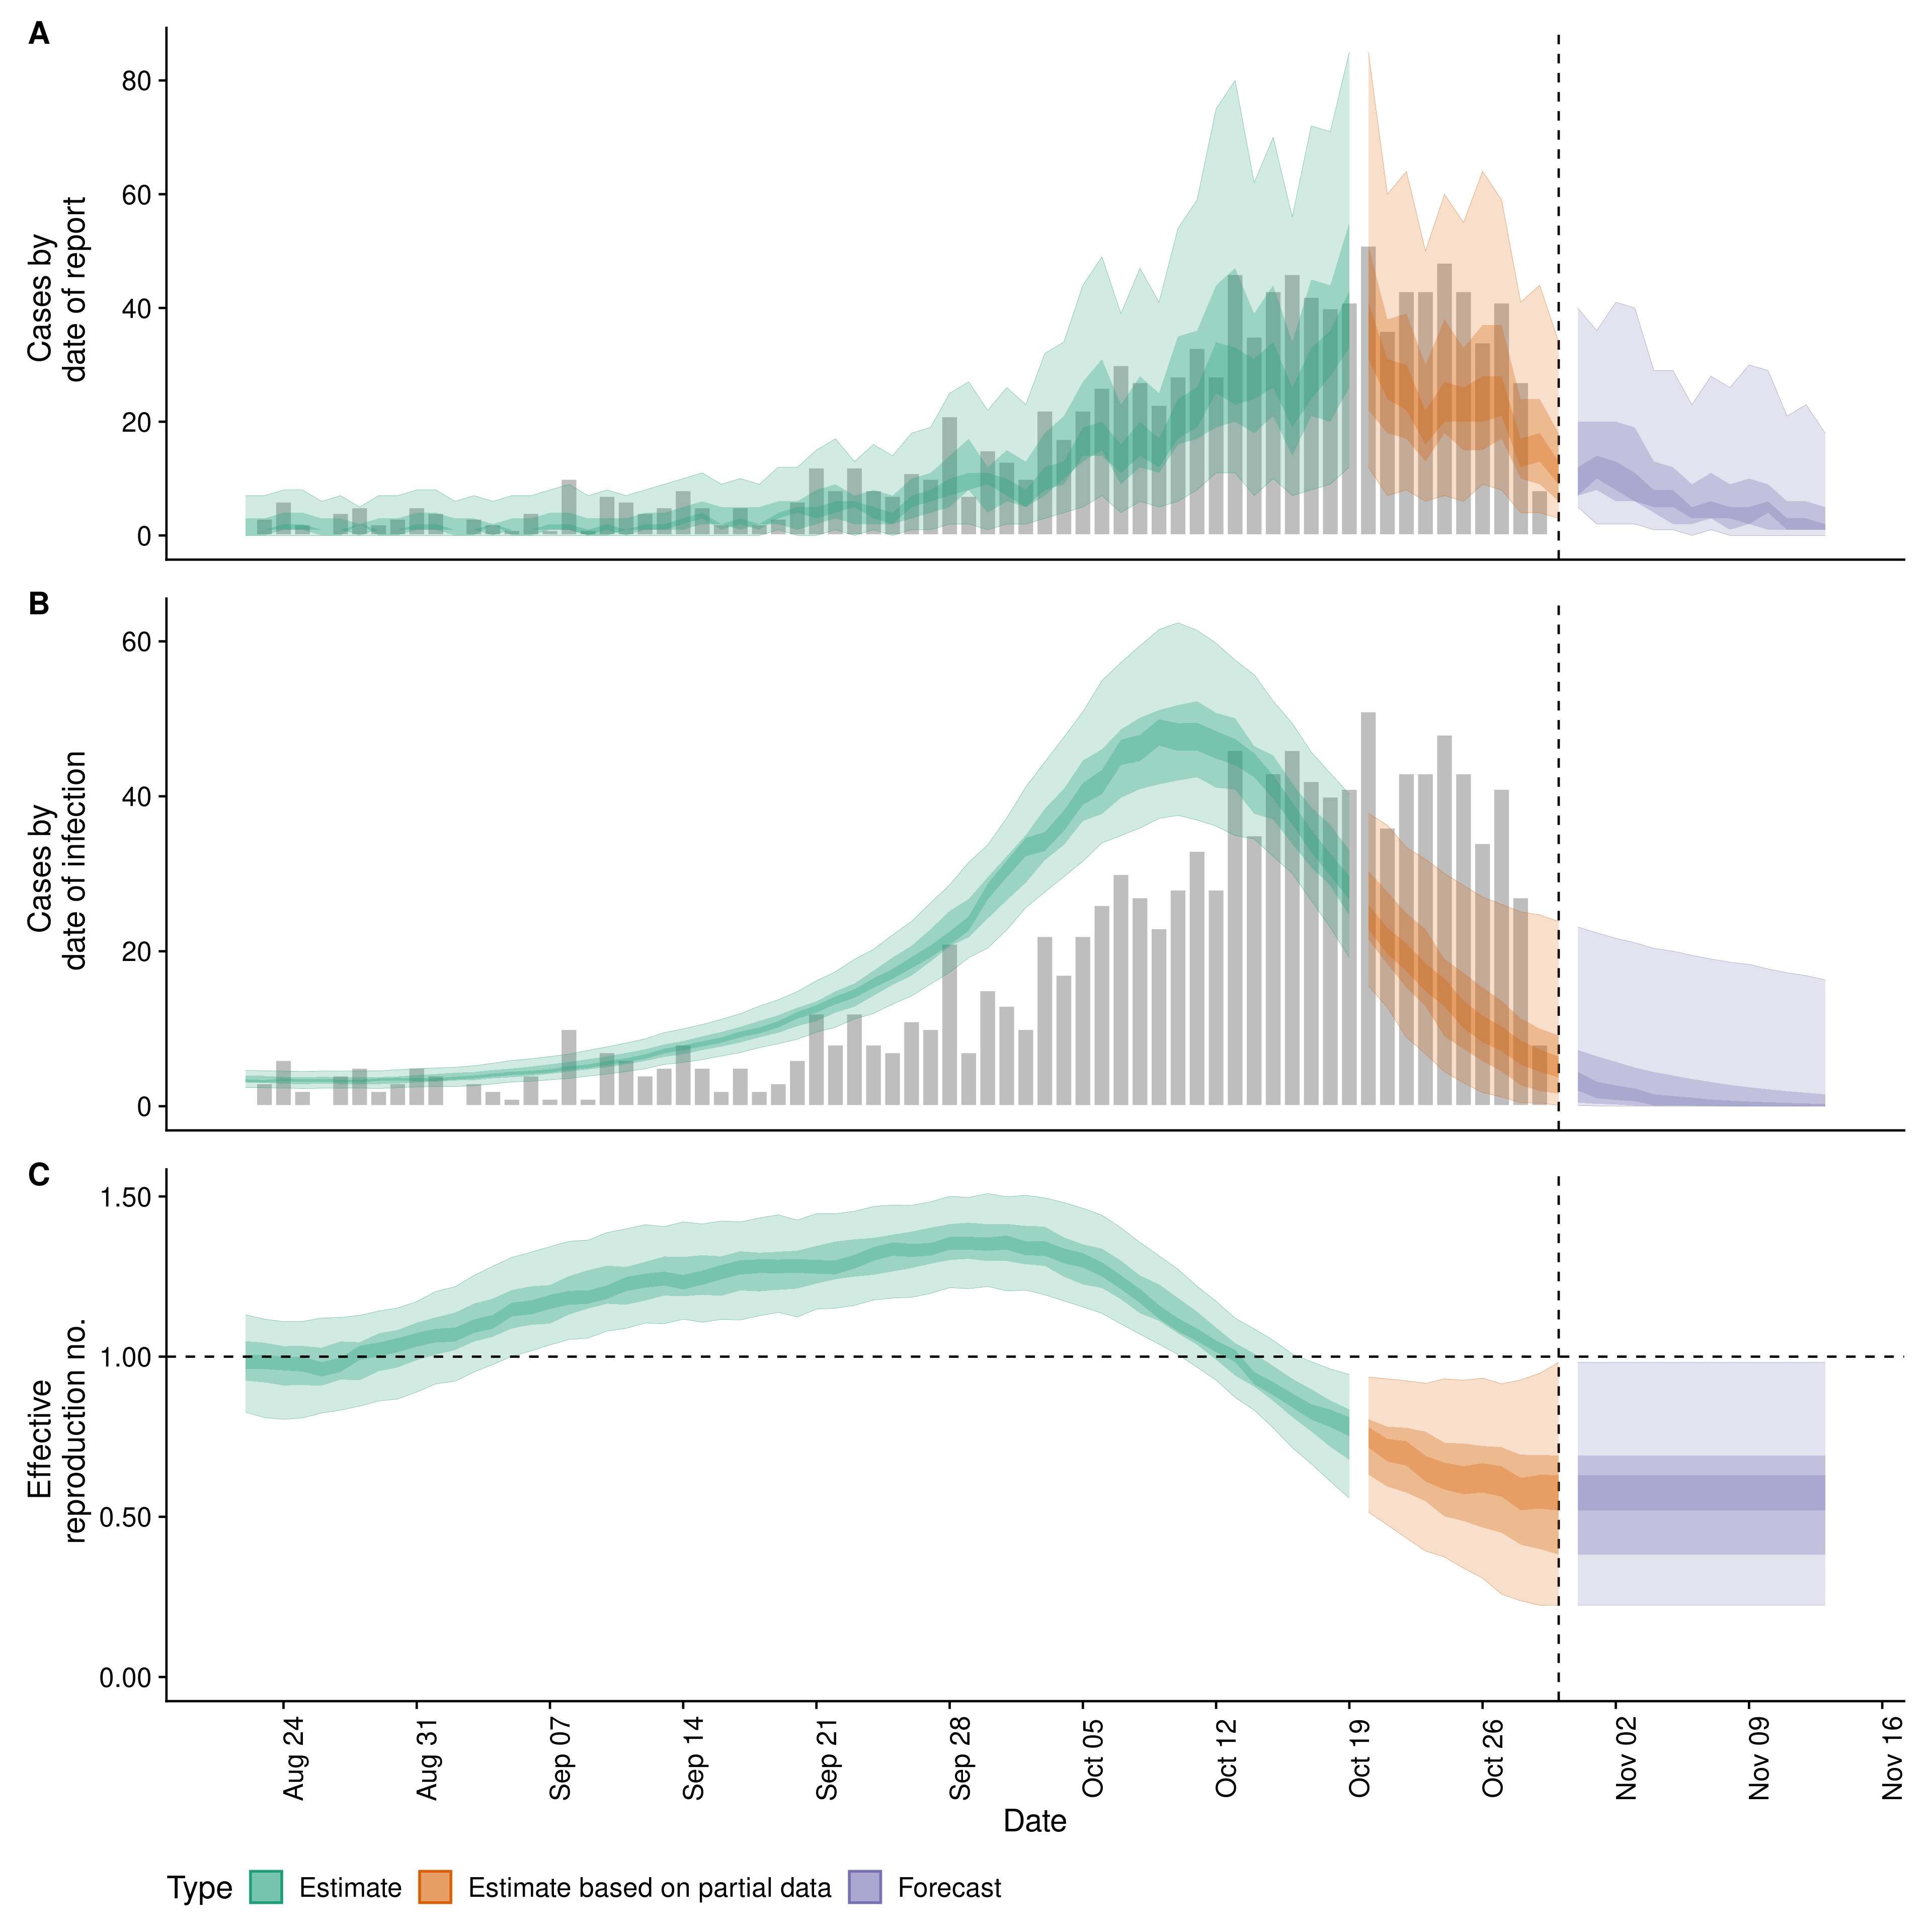 A
80
60
40
20
0
Cases by
date of report
B
60
40
20
0
Cases by
date of infection
C
1.50
1.00
0.50
0.00
Effective
reproduction no.
Aug 24
Aug 31
Sep 07
Sep 14
Sep 21
Sep 28
Oct 05
Oct 12
Oct 19
Oct 26
Nov 02
Nov 09
Nov 16
Date
Type Estimate Estimate based on partial data Forecast